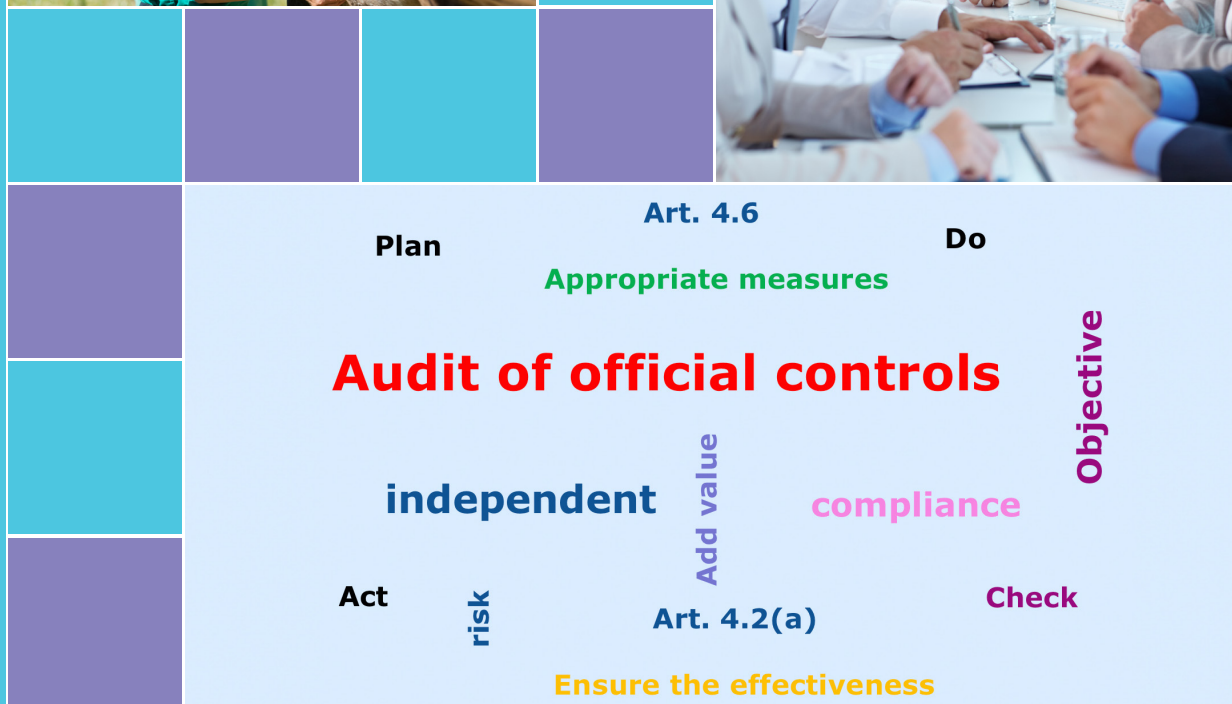 Art. 4.6
Plan
Do
Appropriate measures
Objective
Audit of official controls
independent
Add value
compliance
Act
risk
Art. 4.2(a)
Check
Ensure the effectiveness